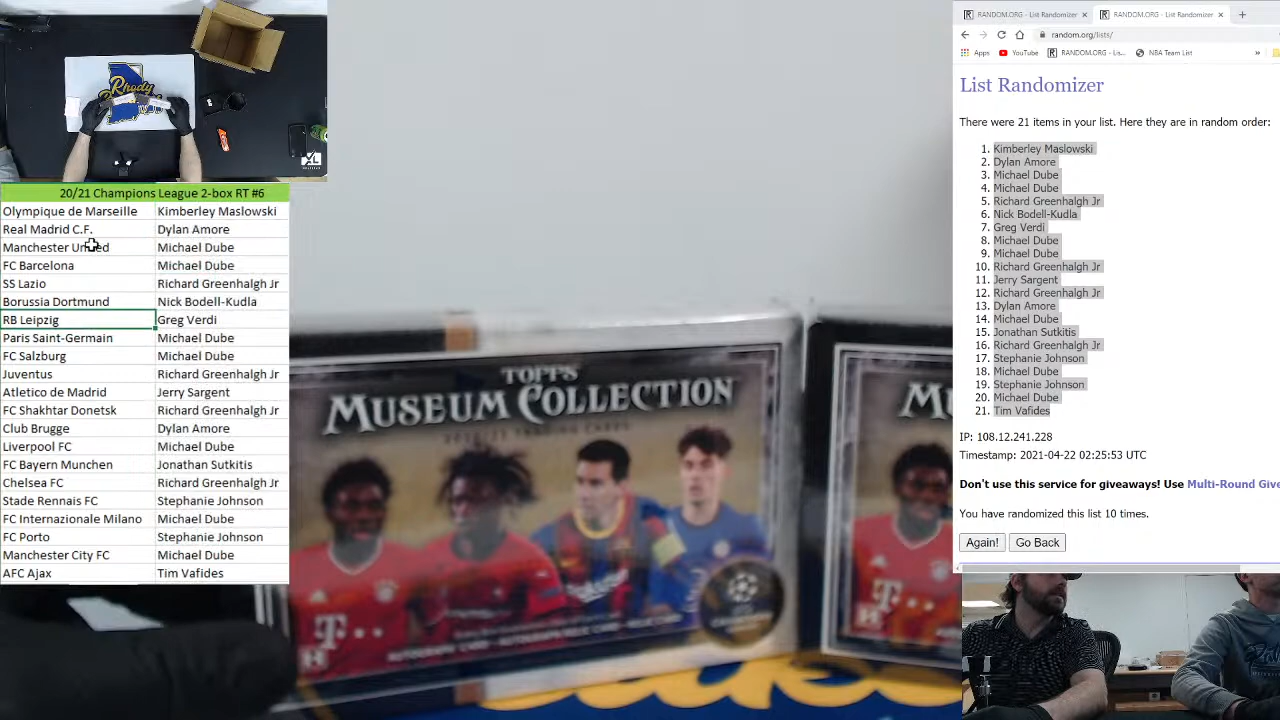 Rhody
20/21 Champions League 2-box RT #6
Olympique de Marseille Kimberley Maslowski
Real Madrid C.F. Dylan Amore
Manchester United Michael Dube
FC Barcelona Michael Dube
SS Lazio Richard Greenhalgh Jr
Borussia Dortmund Nick Bodell-Kudla
RB Leipzig Greg Verdi
Paris Saint-Germain Michael Dube
FC Salzburg Michael Dube
Juventus Richard Greenhalgh Jr
Atletico de Madrid Jerry Sargent
FC Shakhtar Donetsk Richard Greenhalgh Jr
Club Brugge Dylan Amore
Liverpool FC Michael Dube
FC Bayern Munchen Jonathan Sutkitis
Chelsea FC Richard Greenhalgh Jr
Stade Rennais FC Stephanie Johnson
FC Internazionale Milano Michael Dube
FC Porto Stephanie Johnson
Manchester City FC Michael Dube
AFC Ajax Tim Vafides
TOPPS
MUSEUM COLLECTION
2020/21 TRADING CARDS
T
T
RANDOM.ORG - List Randomizer
RANDOM.ORG - List Randomizer
random.org/lists/
Apps YouTube RANDOM.ORG - Lis... NBA Team List
List Randomizer
There were 21 items in your list. Here they are in random order:
1. Kimberley Maslowski
2. Dylan Amore
3. Michael Dube
4. Michael Dube
5. Richard Greenhalgh Jr
6. Nick Bodell-Kudla
7. Greg Verdi
8. Michael Dube
9. Michael Dube
10. Richard Greenhalgh Jr
11. Jerry Sargent
12. Richard Greenhalgh Jr
13. Dylan Amore
14. Michael Dube
15. Jonathan Sutkitis
16. Richard Greenhalgh Jr
17. Stephanie Johnson
18. Michael Dube
19. Stephanie Johnson
20. Michael Dube
21. Tim Vafides
IP: 108.12.241.228
Timestamp: 2021-04-22 02:25:53 UTC
Don't use this service for giveaways! Use Multi-Round Give
You have randomized this list 10 times.
Again! Go Back